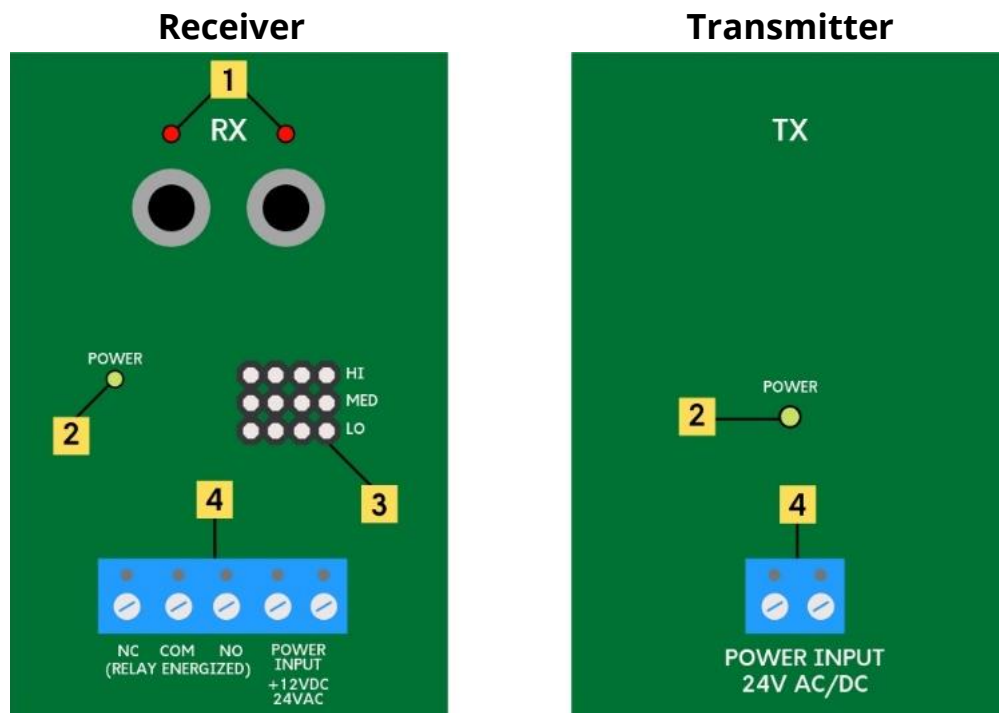 Receiver
1
RX
POWER
2
HI
MED
LO
3
4
NC COM NO
(RELAY ENERGIZED)
POWER
INPUT
+12VDC
24VAC
Transmitter
TX
POWER
2
4
POWER INPUT
24V AC/DC